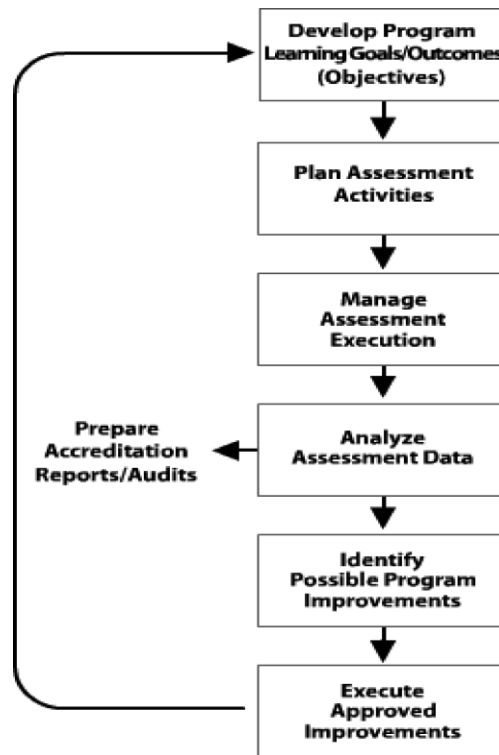 Develop Program
Learning Goals/Outcomes
(Objectives)
Plan Assessment
Activities
Manage
Assessment
Execution
Prepare
Accreditation
Reports/Audits
Analyze
Assessment Data
Identify
Possible Program
Improvements
Execute
Approved
Improvements